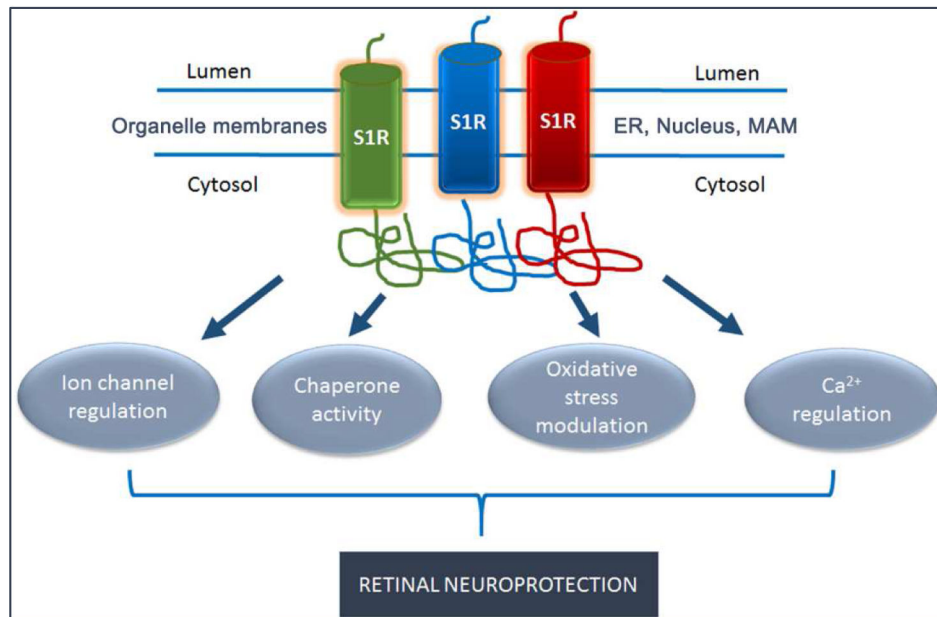 Lumen
Lumen
Organelle membranes
S1R
S1R
S1R
ER, Nucleus, MAM
Cytosol
Cytosol
Ion channel
regulation
Chaperone
activity
Oxidative
stress
modulation
Ca²⁺
regulation
RETINAL NEUROPROTECTION